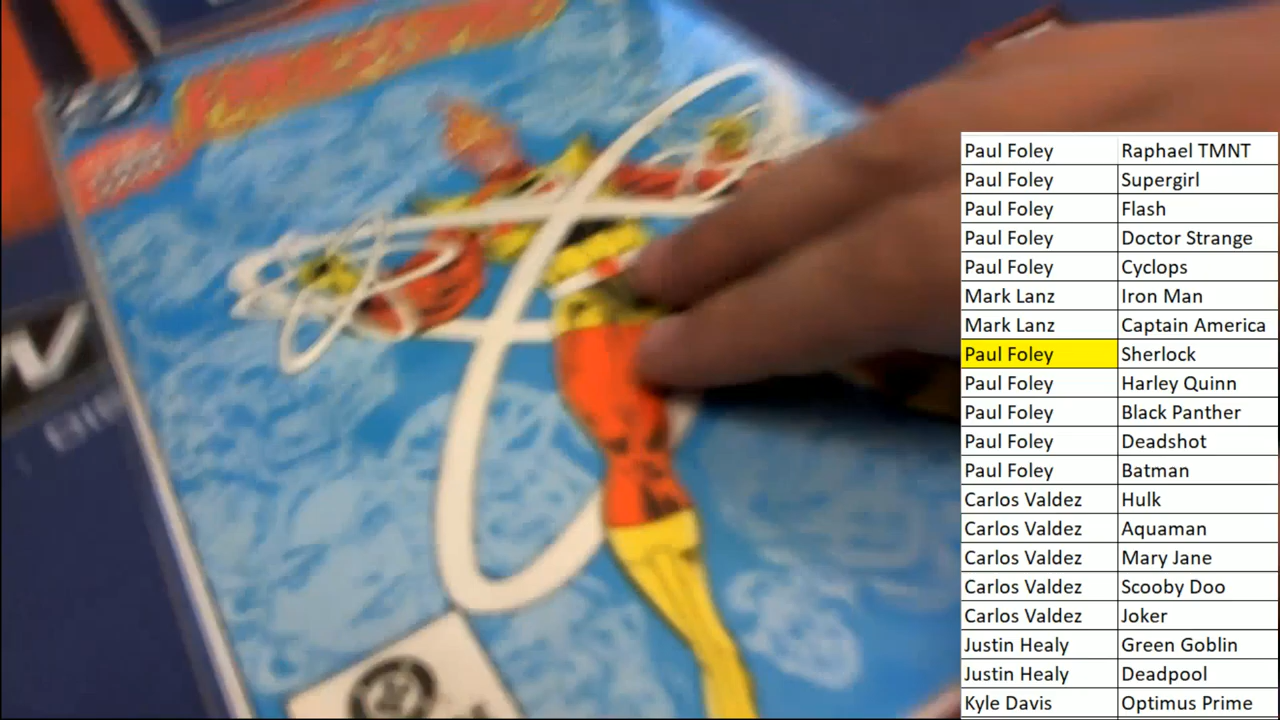 Paul Foley Raphael TMNT
Paul Foley Supergirl
Paul Foley Flash
Paul Foley Doctor Strange
Paul Foley Cyclops
Mark Lanz Iron Man
Mark Lanz Captain America
Paul Foley Sherlock
Paul Foley Harley Quinn
Paul Foley Black Panther
Paul Foley Deadshot
Paul Foley Batman
Carlos Valdez Hulk
Carlos Valdez Aquaman
Carlos Valdez Mary Jane
Carlos Valdez Scooby Doo
Carlos Valdez Joker
Justin Healy Green Goblin
Justin Healy Deadpool
Kyle Davis Optimus Prime